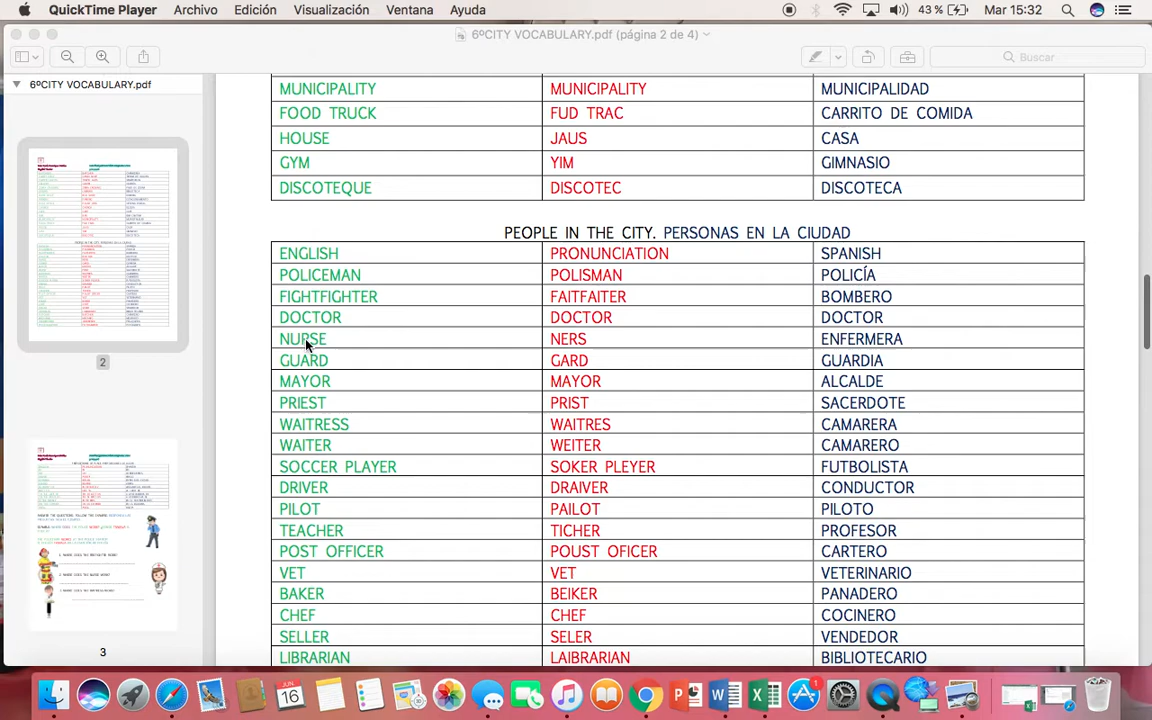 QuickTime Player Archivo Edición Visualización Ventana Ayuda 43 % Mar 15:32
6ºCITY VOCABULARY.pdf (página 2 de 4)
Buscar
6ºCITY VOCABULARY.pdf
2
3
MUNICIPALITY MUNICIPALITY MUNICIPALIDAD
FOOD TRUCK FUD TRAC CARRITO DE COMIDA
HOUSE JAUS CASA
GYM YIM GIMNASIO
DISCOTEQUE DISCOTEC DISCOTECA
PEOPLE IN THE CITY. PERSONAS EN LA CIUDAD
ENGLISH PRONUNCIATION SPANISH
POLICEMAN POLISMAN POLICÍA
FIGHTFIGHTER FAITFAITER BOMBERO
DOCTOR DOCTOR DOCTOR
NURSE NERS ENFERMERA
GUARD GARD GUARDIA
MAYOR MAYOR ALCALDE
PRIEST PRIST SACERDOTE
WAITRESS WAITRES CAMARERA
WAITER WEITER CAMARERO
SOCCER PLAYER SOKER PLEYER FUTBOLISTA
DRIVER DRAIVER CONDUCTOR
PILOT PAILOT PILOTO
TEACHER TICHER PROFESOR
POST OFFICER POUST OFICER CARTERO
VET VET VETERINARIO
BAKER BEIKER PANADERO
CHEF CHEF COCINERO
SELLER SELER VENDEDOR
LIBRARIAN LAIBRARIAN BIBLIOTECARIO
JUN
16
1